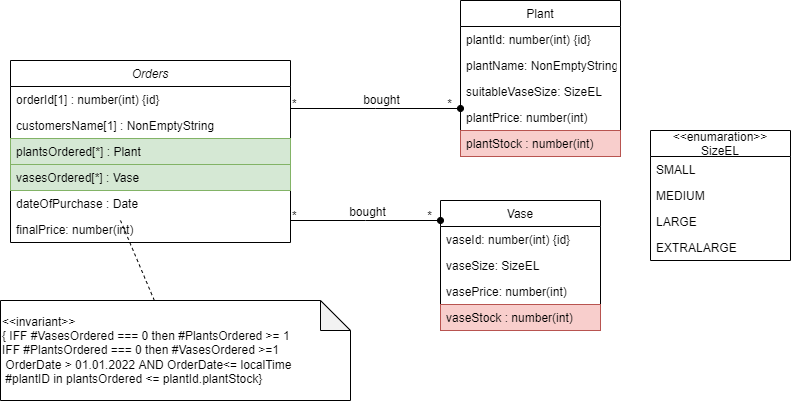 Orders
orderId[1] : number(int) {id}
customersName[1] : NonEmptyString
plantsOrdered[*] : Plant
vasesOrdered[*] : Vase
dateOfPurchase : Date
finalPrice: number(int)
* bought *
* bought *
Plant
plantId: number(int) {id}
plantName: NonEmptyString
suitableVaseSize: SizeEL
plantPrice: number(int)
plantStock : number(int)
Vase
vaseId: number(int) {id}
vaseSize: SizeEL
vasePrice: number(int)
vaseStock : number(int)
<<enumaration>>
SizeEL
SMALL
MEDIUM
LARGE
EXTRALARGE
<<invariant>>
{ IFF #VasesOrdered === 0 then #PlantsOrdered >= 1
IFF #PlantsOrdered === 0 then #VasesOrdered >=1
OrderDate > 01.01.2022 AND OrderDate<= localTime
#plantID in plantsOrdered <= plantId.plantStock}